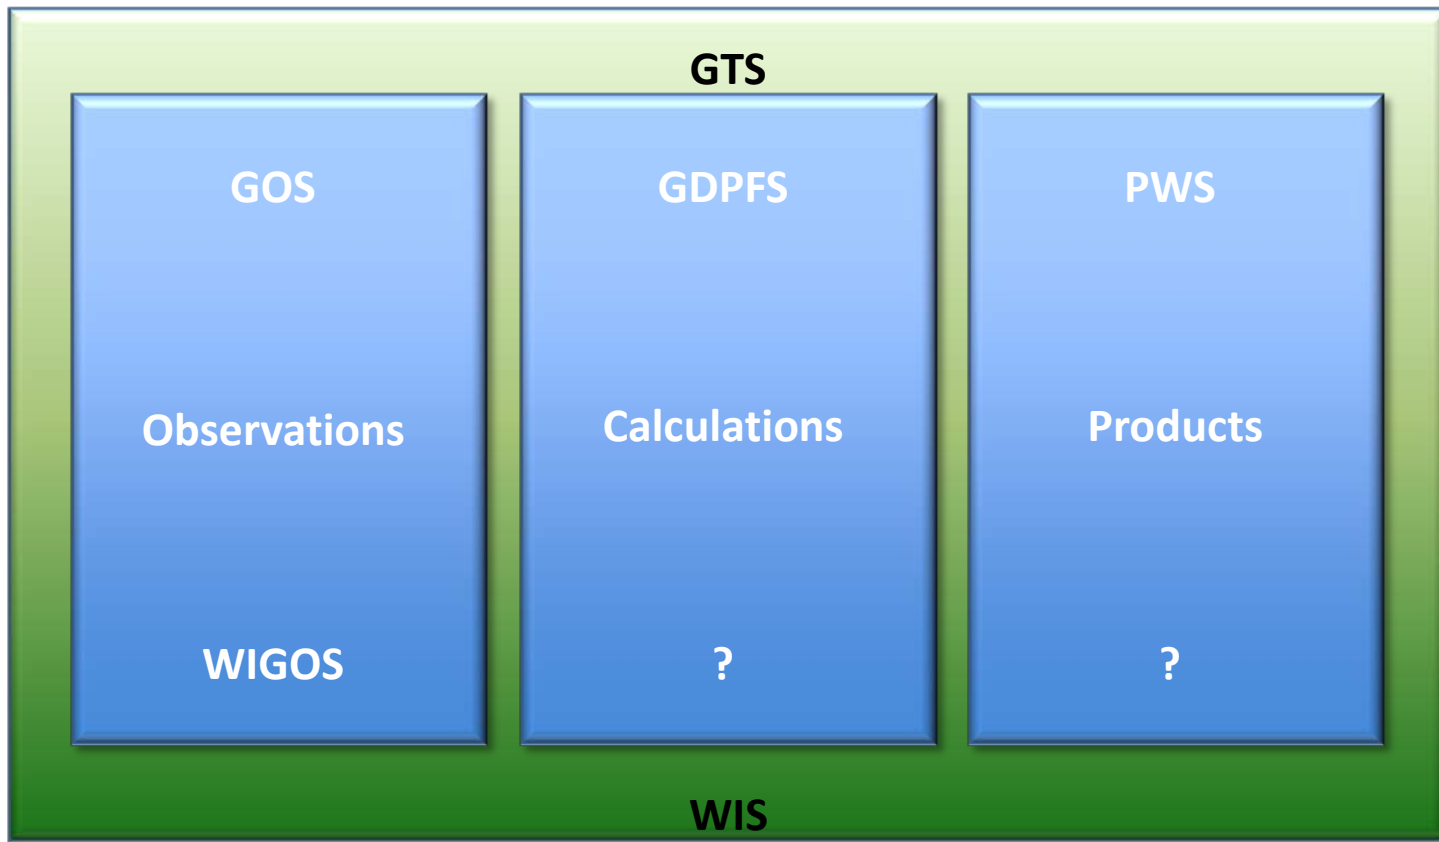 GTS
GOS
GDPFS
PWS
Observations
Calculations
Products
WIGOS
?
?
WIS